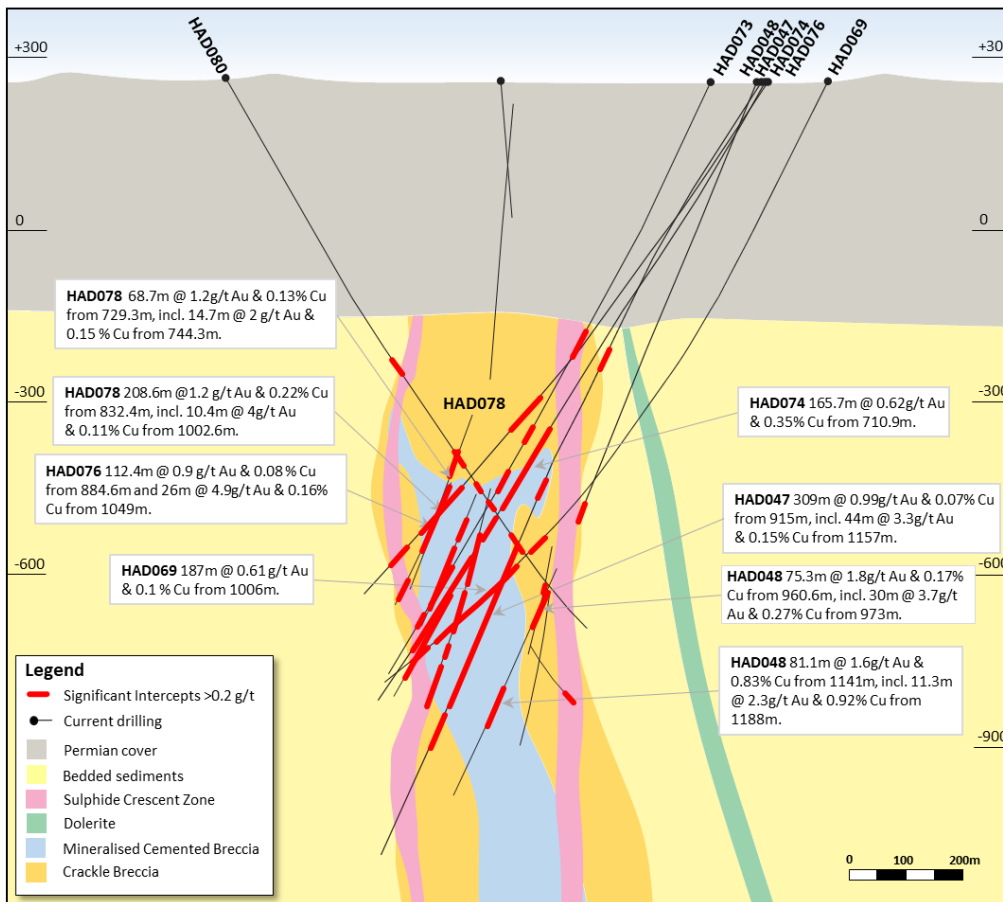 HAD080
HAD073
HAD048
HAD047
HAD074
HAD076
HAD069
+300
+30
0
0
-300
-300
-600
-600
-900
HAD078 68.7m @ 1.2g/t Au & 0.13% Cu
from 729.3m, incl. 14.7m @ 2 g/t Au &
0.15 % Cu from 744.3m.
HAD078 208.6m @1.2 g/t Au & 0.22% Cu
from 832.4m, incl. 10.4m @ 4g/t Au
& 0.11% Cu from 1002.6m.
HAD076 112.4m @ 0.9 g/t Au & 0.08 % Cu
from 884.6m and 26m @ 4.9g/t Au & 0.16%
Cu from 1049m.
HAD069 187m @ 0.61 g/t Au
& 0.1 % Cu from 1006m.
HAD078
HAD074 165.7m @ 0.62g/t Au
& 0.35% Cu from 710.9m.
HAD047 309m @ 0.99g/t Au & 0.07% Cu
from 915m, incl. 44m @ 3.3g/t Au
& 0.15% Cu from 1157m.
HAD048 75.3m @ 1.8g/t Au & 0.17%
Cu from 960.6m, incl. 30m @ 3.7g/t
Au & 0.27% Cu from 973m.
HAD048 81.1m @ 1.6g/t Au &
0.83% Cu from 1141m, incl. 11.3m
@ 2.3g/t Au & 0.92% Cu from
1188m.
Legend
Significant Intercepts >0.2 g/t
Current drilling
Permian cover
Bedded sediments
Sulphide Crescent Zone
Dolerite
Mineralised Cemented Breccia
Crackle Breccia
0 100 200m